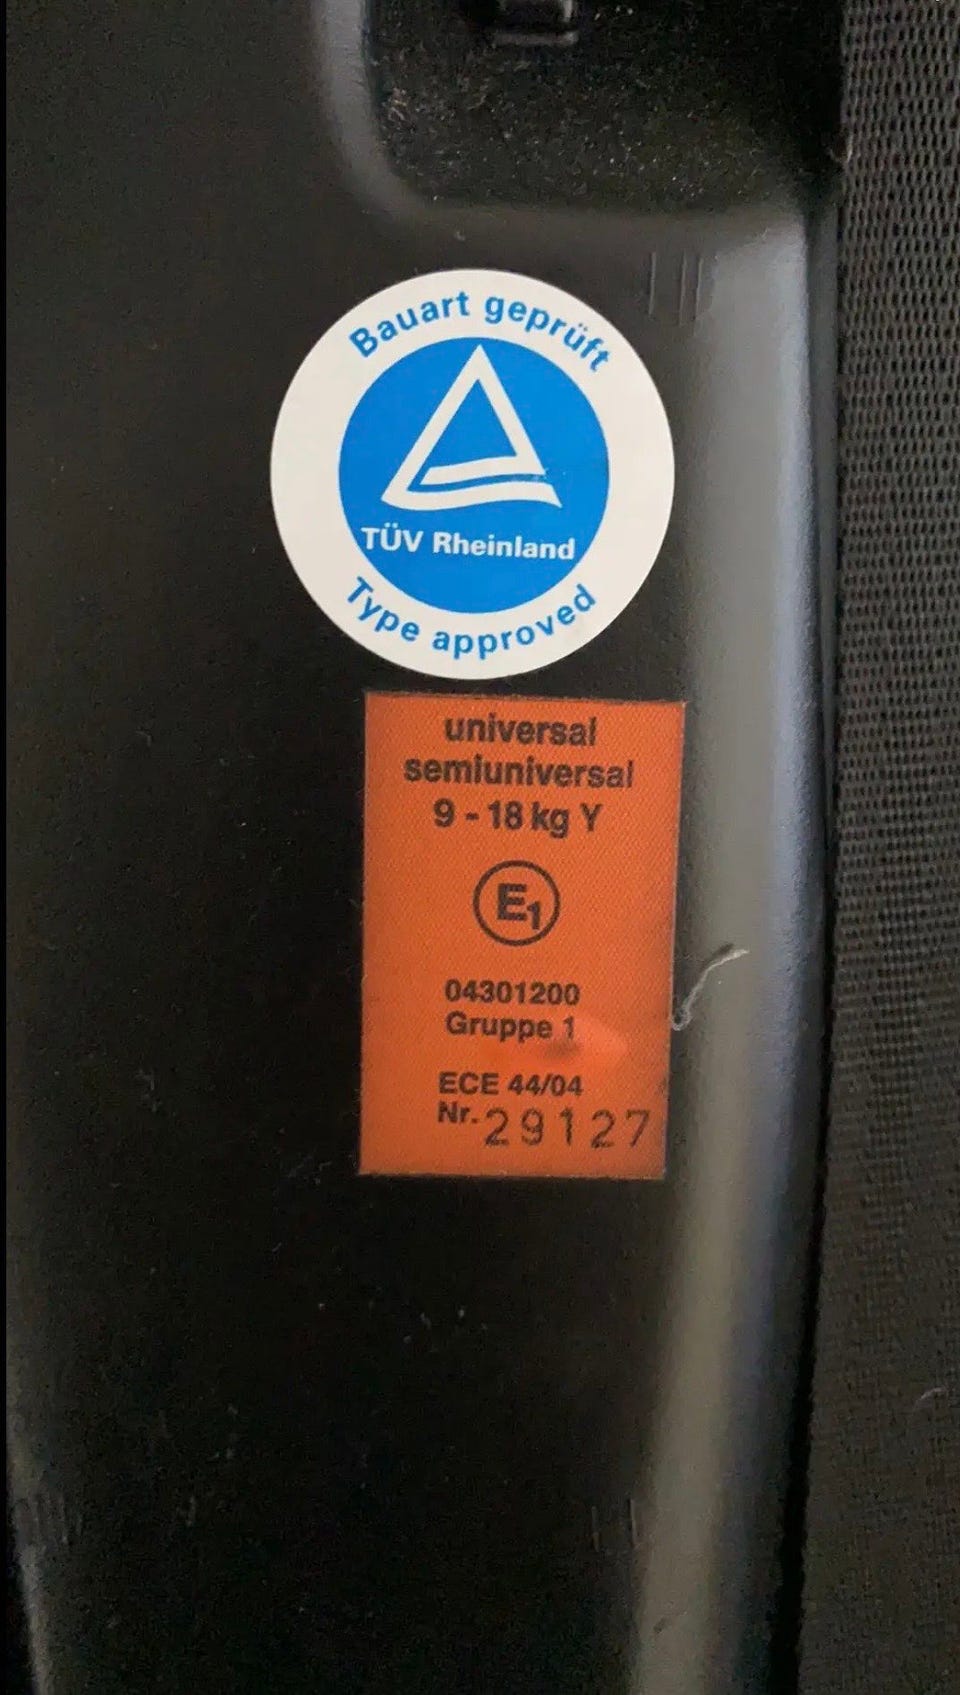 Bauart geprüft
TÜV Rheinland
Type approved
universal
semiuniversal
9 - 18 kg Y
E1
04301200
Gruppe 1
ECE 44/04
Nr. 29127